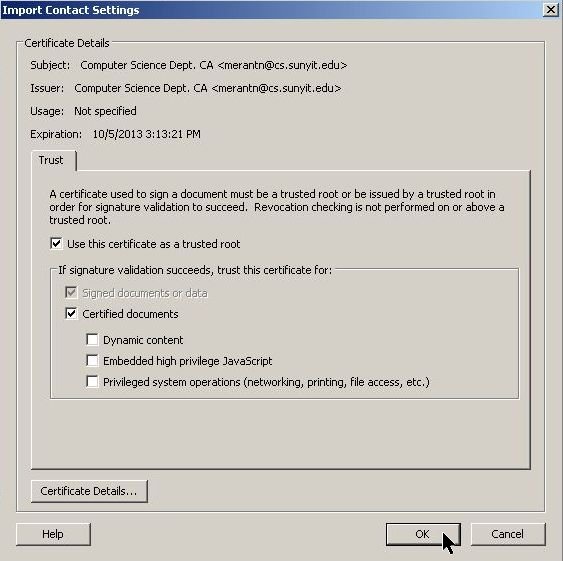 Import Contact Settings
Certificate Details
Subject: Computer Science Dept. CA <merantn@cs.sunyit.edu>
Issuer: Computer Science Dept. CA <merantn@cs.sunyit.edu>
Usage: Not specified
Expiration: 10/5/2013 3:13:21 PM
Trust
A certificate used to sign a document must be a trusted root or be issued by a trusted root in
order for signature validation to succeed. Revocation checking is not performed on or above a
trusted root.
Use this certificate as a trusted root
If signature validation succeeds, trust this certificate for:
Signed documents or data
Certified documents
Dynamic content
Embedded high privilege JavaScript
Privileged system operations (networking, printing, file access, etc.)
Certificate Details...
Help OK Cancel